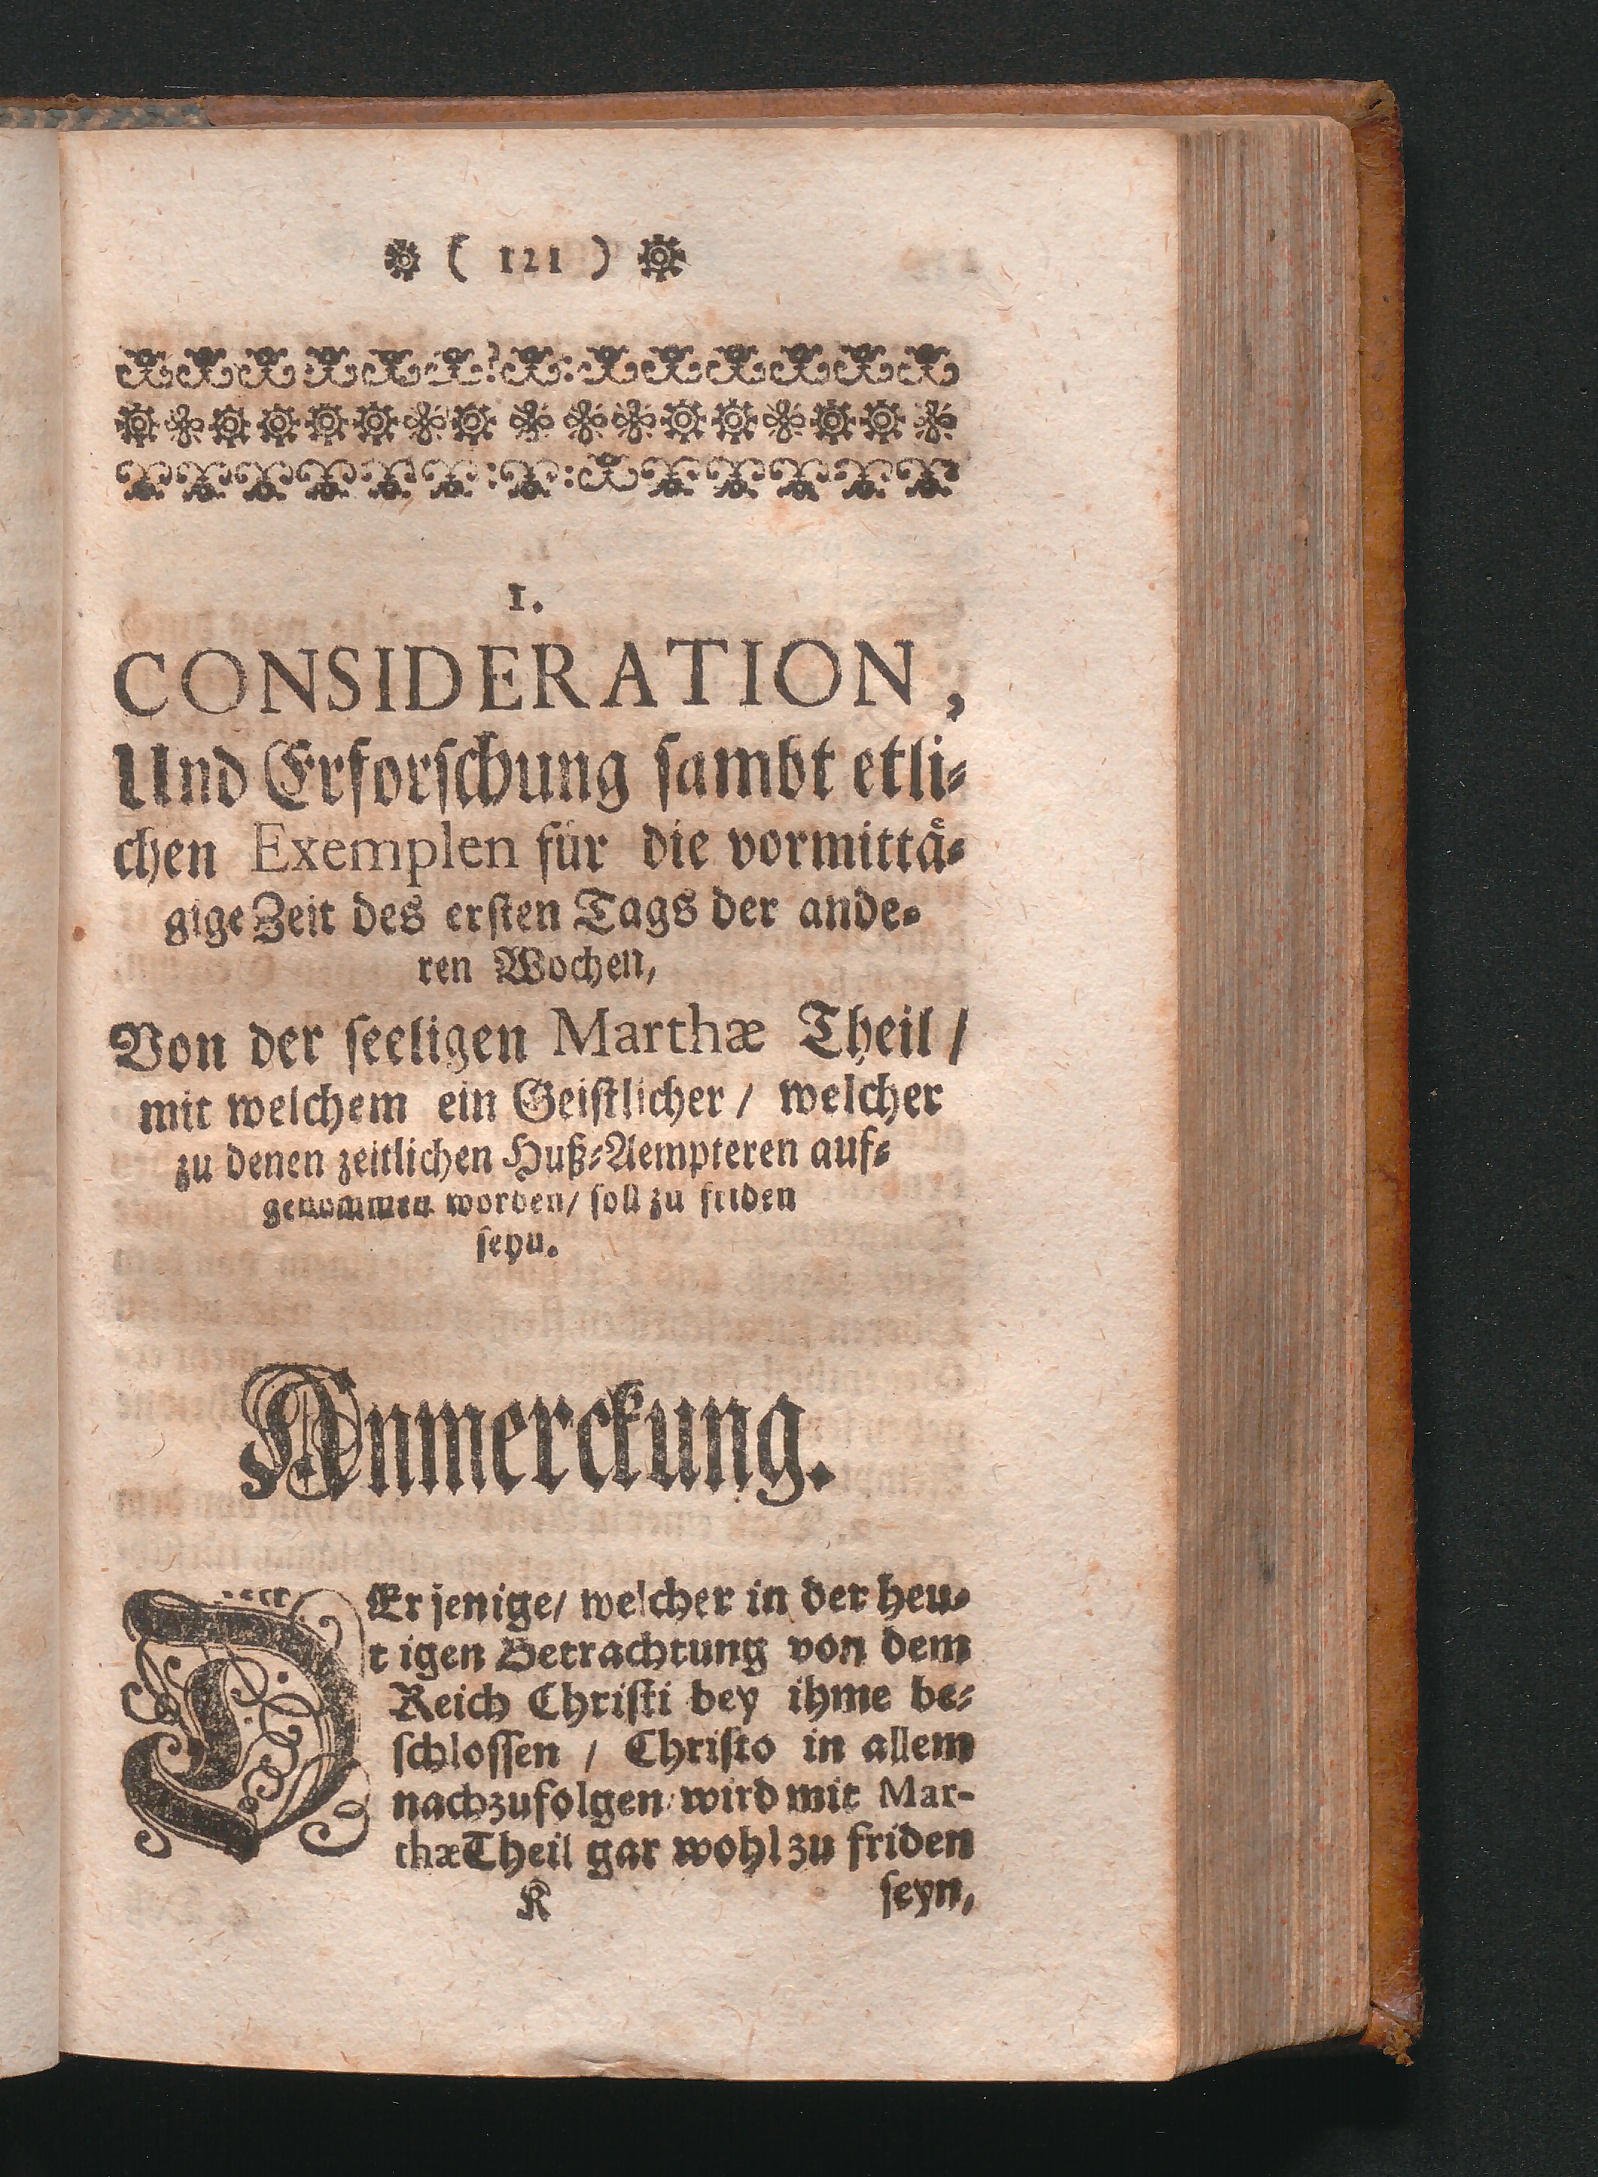 ( 121 )
1.
CONSIDERATION,
Und Erforſchung ſambt etli⸗
chen Exemplen für die vormittaͤ⸗
gige Zeit des erſten Tags der ande⸗
ren Wochen,
Von der ſeeligen Marthæ Theil /
mit welchem ein Geiſtlicher / welcher
zu denen zeitlichen Huß⸗Aempteren auf⸗
genommen worden / ſoll zu friden
ſeyn.
Anmerckung.
DEr jenige / welcher in der heu⸗
t igen Betrachtung von dem
Reich Chriſti bey ihme be⸗
ſchloſſen / Chriſto in allem
nachzufolgen / wird mit Mar-
thæ Theil gar wohl zu friden
K ſeyn,